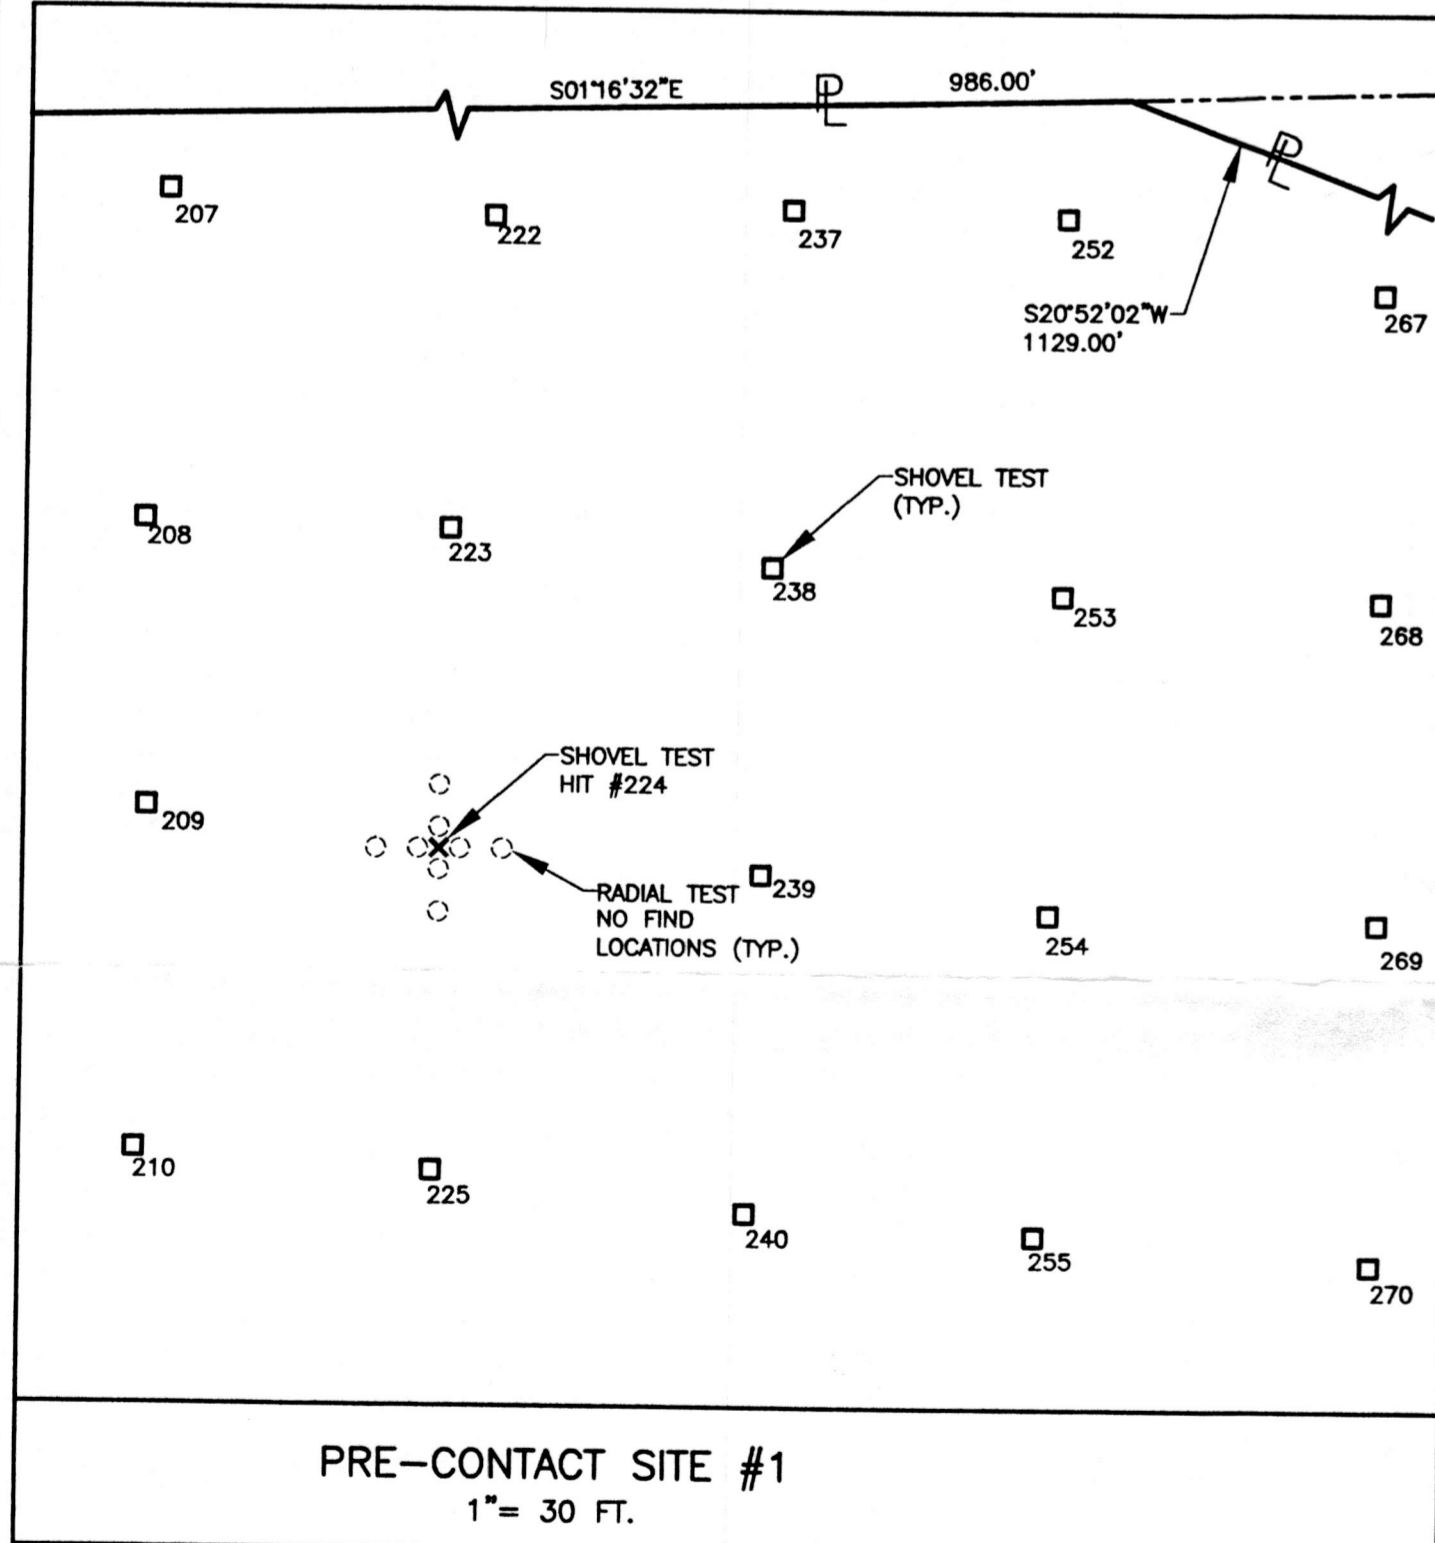 S01°16'32"E
PL
986.00'
PL
207
222
237
252
S20°52'02"W
1129.00'
267
SHOVEL TEST
(TYP.)
208
223
238
253
268
SHOVEL TEST
HIT #224
209
239
RADIAL TEST
NO FIND
LOCATIONS (TYP.)
254
269
210
225
240
255
270
PRE-CONTACT SITE #1
1"= 30 FT.